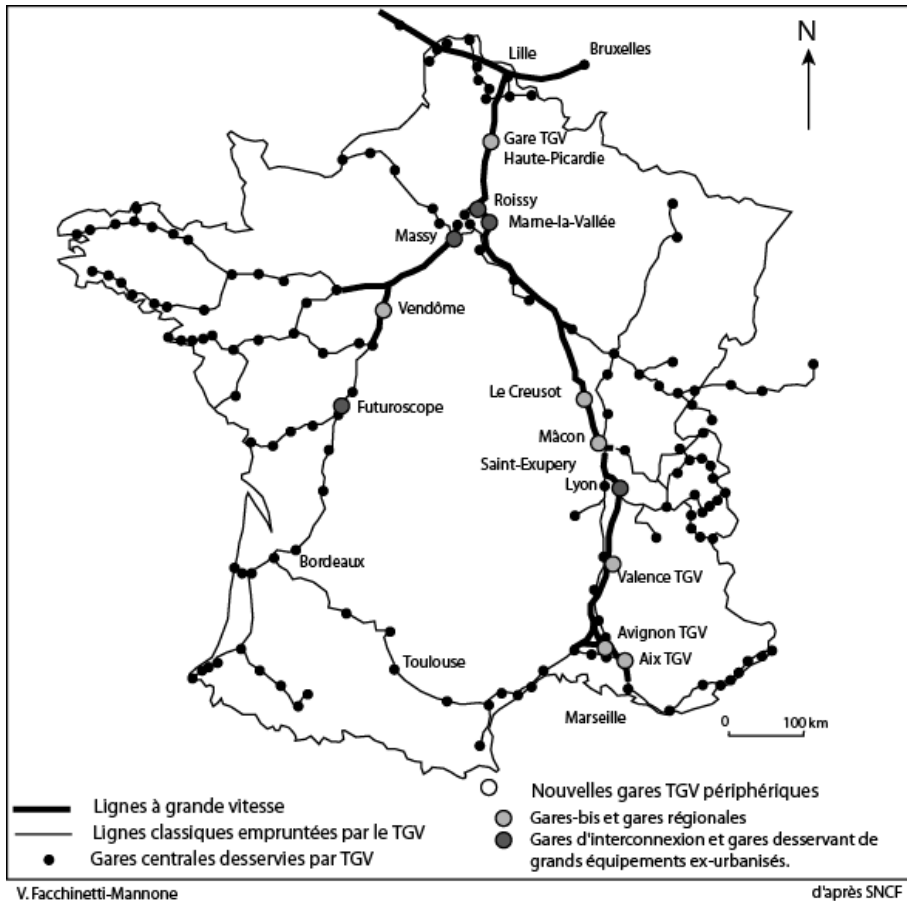 Lille
Bruxelles
N
Gare TGV
Haute-Picardie
Roissy
Marne-la-Vallée
Massy
Vendôme
Le Creusot
Futuroscope
Mâcon
Saint-Exupery
Lyon
Bordeaux
Valence TGV
Avignon TGV
Toulouse
Aix TGV
Marseille
0 100 km
Nouvelles gares TGV périphériques
Lignes à grande vitesse
Gares-bis et gares régionales
Lignes classiques empruntées par le TGV
Gares d'interconnexion et gares desservant de
grands équipements ex-urbanisés.
Gares centrales desservies par TGV
V. Facchinetti-Mannone
d'après SNCF